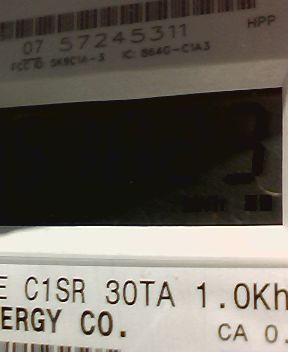 07 57245311
HPP
FCC ID: SK9C1A-3 IC: 864G-C1A3
3
E C1SR 30TA 1.0Kh
ERGY CO.
CA 0.